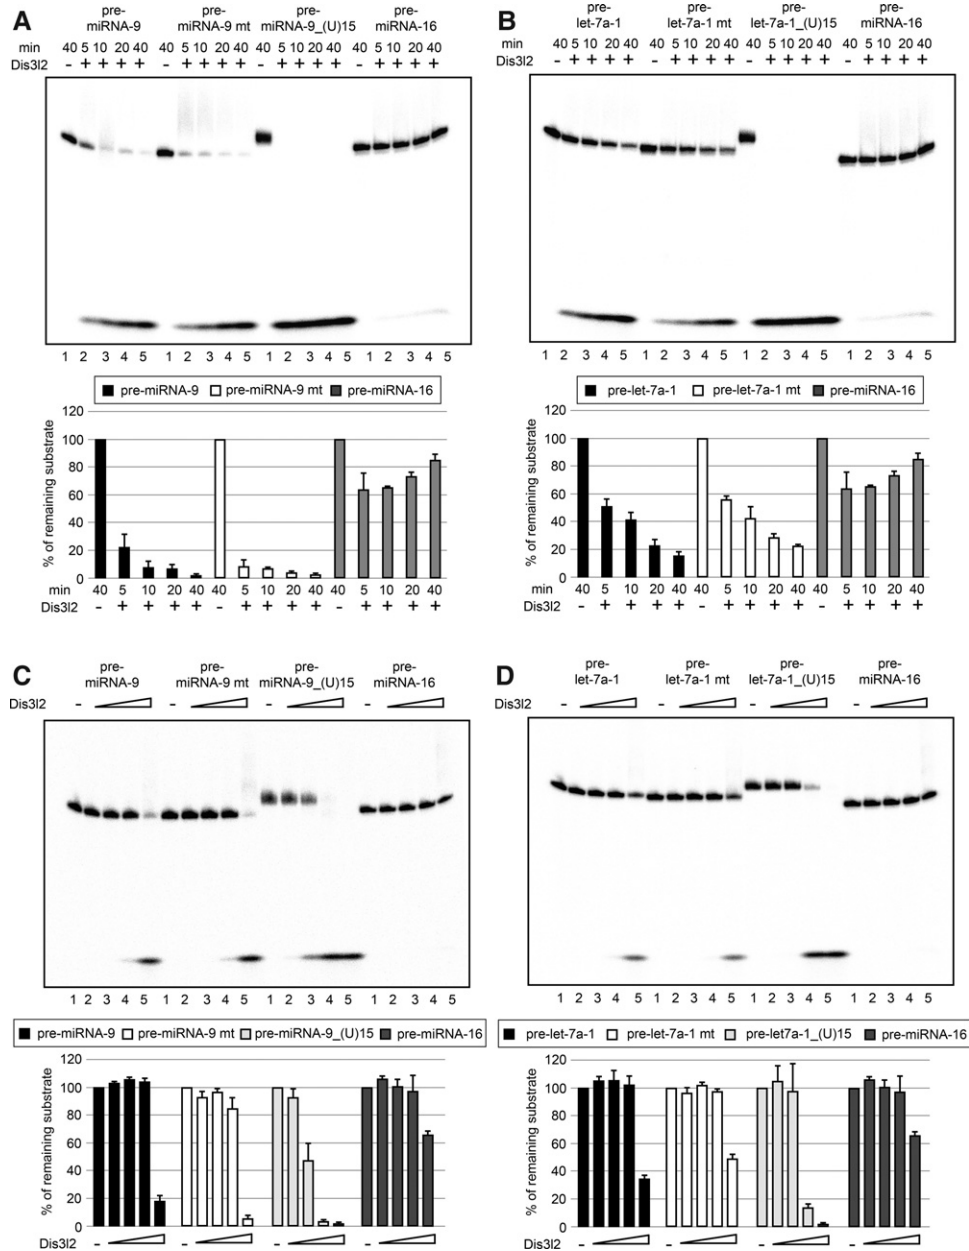 A
pre-
miRNA-9
pre-
miRNA-9 mt
pre-
miRNA-9_(U)15
pre-
miRNA-16
min 40 5 10 20 40 40 5 10 20 40 40 5 10 20 40 40 5 10 20 40
Dis3l2 - + + + + - + + + + - + + + + - + + + +
1 2 3 4 5 1 2 3 4 5 1 2 3 4 5 1 2 3 4 5
pre-miRNA-9 pre-miRNA-9 mt pre-miRNA-16
% of remaining substrate
120
100
80
60
40
20
0
min 40 5 10 20 40 40 5 10 20 40 40 5 10 20 40
Dis3l2 - + + + + - + + + + - + + + +
B
pre-
let-7a-1
pre-
let-7a-1 mt
pre-
let-7a-1_(U)15
pre-
miRNA-16
min 40 5 10 20 40 40 5 10 20 40 40 5 10 20 40 40 5 10 20 40
Dis3l2 - + + + + - + + + + - + + + + - + + + +
1 2 3 4 5 1 2 3 4 5 1 2 3 4 5 1 2 3 4 5
pre-let-7a-1 pre-let-7a-1 mt pre-miRNA-16
% of remaining substrate
120
100
80
60
40
20
0
min 40 5 10 20 40 40 5 10 20 40 40 5 10 20 40
Dis3l2 - + + + + - + + + + - + + + +
C
pre-
miRNA-9
pre-
miRNA-9 mt
pre-
miRNA-9_(U)15
pre-
miRNA-16
Dis3l2 - - - -
1 2 3 4 5 1 2 3 4 5 1 2 3 4 5 1 2 3 4 5
pre-miRNA-9 pre-miRNA-9 mt pre-miRNA-9_(U)15 pre-miRNA-16
% of remaining substrate
120
100
80
60
40
20
0
Dis3l2 - - - -
D
pre-
let-7a-1
pre-
let-7a-1 mt
pre-
let-7a-1_(U)15
pre-
miRNA-16
Dis3l2 - - - -
1 2 3 4 5 1 2 3 4 5 1 2 3 4 5 1 2 3 4 5
pre-let-7a-1 pre-let-7a-1 mt pre-let7a-1_(U)15 pre-miRNA-16
% of remaining substrate
120
100
80
60
40
20
0
Dis3l2 - - - -